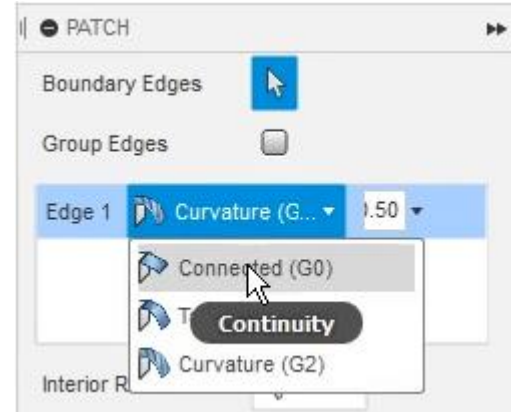 PATCH
Boundary Edges
Group Edges
Edge 1 Curvature (G... .50
Connected (G0)
Continuity
Curvature (G2)
Interior R